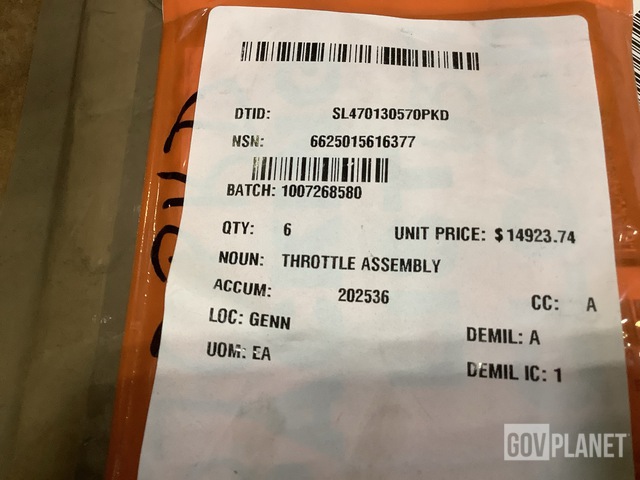 DTID: SL470130570PKD
NSN: 6625015616377
BATCH: 1007268580
QTY: 6 UNIT PRICE: $14923.74
NOUN: THROTTLE ASSEMBLY
ACCUM: 202536 CC: A
LOC: GENN DEMIL: A
UOM: EA DEMIL IC: 1
GOVPLANET